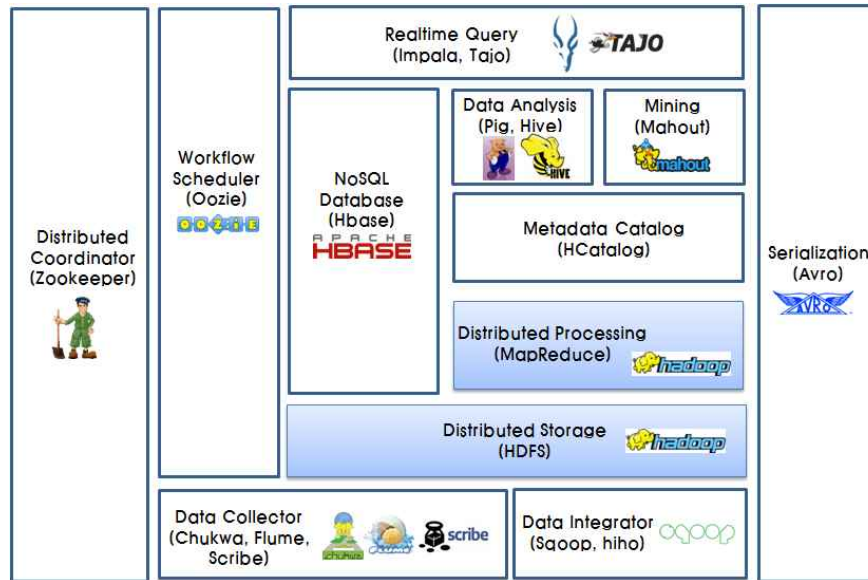 Realtime Query
(Impala, Tajo)
TAJO
Data Analysis
(Pig, Hive)
HIVE
Mining
(Mahout)
mahout
Workflow
Scheduler
(Oozie)
OOZIE
NoSQL
Database
(Hbase)
APACHE
HBASE
Metadata Catalog
(HCatalog)
Distributed
Coordinator
(Zookeeper)
Serialization
(Avro)
AVRO
Distributed Processing
(MapReduce)
hadoop
Distributed Storage
(HDFS)
hadoop
Data Collector
(Chukwa, Flume,
Scribe)
chukwa
scribe
Data Integrator
(Sqoop, hiho)
sqoop